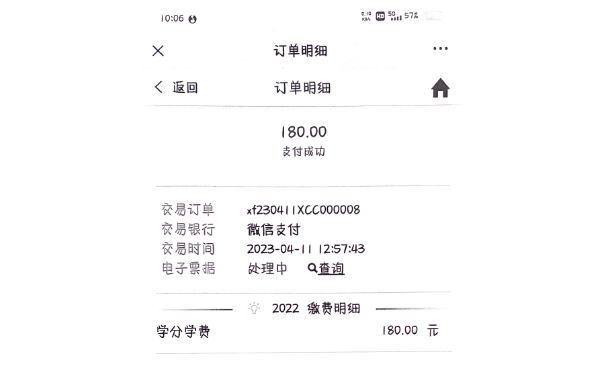 10:06
5G 57%
订单明细
返回 订单明细
180.00
支付成功
交易订单 xf230411XCC000008
交易银行 微信支付
交易时间 2023-04-11 12:57:43
电子票据 处理中 查询
2022 缴费明细
学分学费 180.00 元